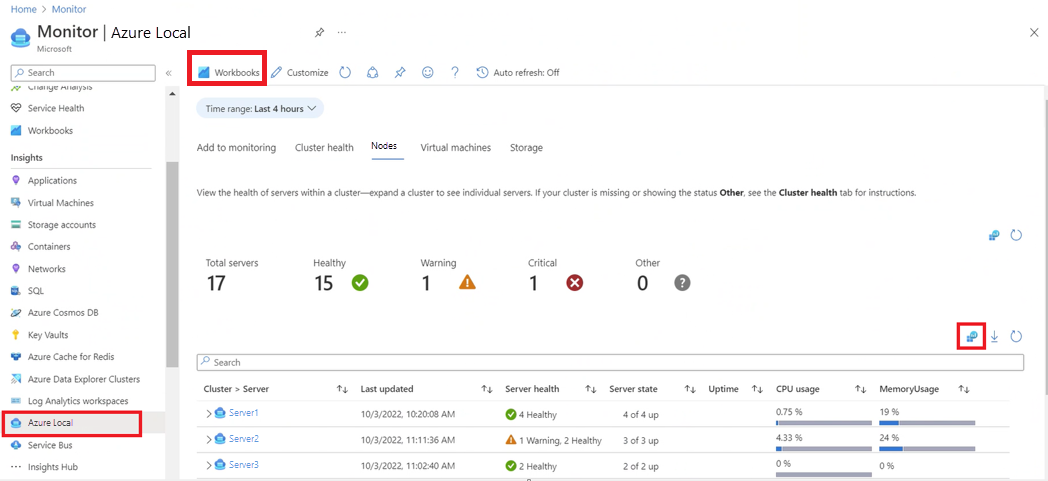 Home > Monitor
Monitor | Azure Local
Microsoft
Search
«
Change Analysis
Service Health
Workbooks
Insights
Applications
Virtual Machines
Storage accounts
Containers
Networks
SQL
Azure Cosmos DB
Key Vaults
Azure Cache for Redis
Azure Data Explorer Clusters
Log Analytics workspaces
Azure Local
Service Bus
Insights Hub
Workbooks Customize ? Auto refresh: Off
Time range: Last 4 hours
Add to monitoring Cluster health Nodes Virtual machines Storage
View the health of servers within a cluster—expand a cluster to see individual servers. If your cluster is missing or showing the status Other, see the Cluster health tab for instructions.
Total servers Healthy Warning Critical Other
17 15 1 1 0
Search
Cluster > Server Last updated Server health Server state Uptime CPU usage MemoryUsage
Server1 10/3/2022, 10:20:08 AM 4 Healthy 4 of 4 up 0.75 % 19 %
Server2 10/3/2022, 11:11:36 AM 1 Warning, 2 Healthy 3 of 3 up 4.33 % 24 %
Server3 10/3/2022, 11:02:40 AM 2 Healthy 2 of 2 up 0 % 0 %